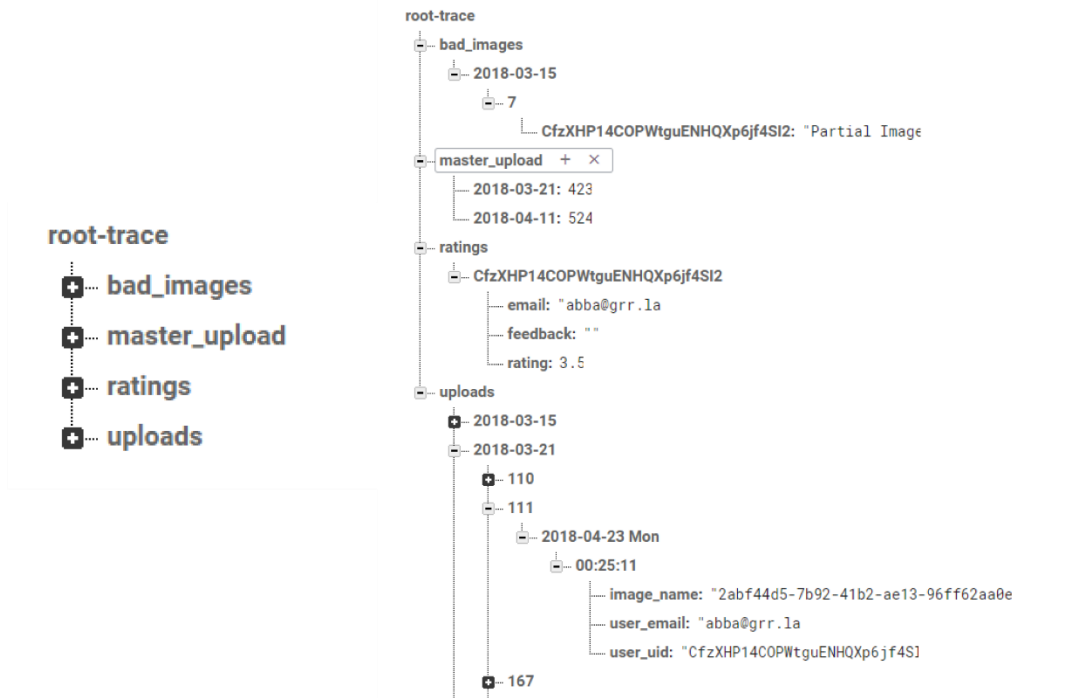 root-trace
bad_images
master_upload
ratings
uploads
root-trace
bad_images
2018-03-15
7
CfzXHP14COPWtguENHQXp6jf4SI2: "Partial Image
master_upload + ×
2018-03-21: 423
2018-04-11: 524
ratings
CfzXHP14COPWtguENHQXp6jf4SI2
email: "abba@grr.la
feedback: ""
rating: 3.5
uploads
2018-03-15
2018-03-21
110
111
2018-04-23 Mon
00:25:11
image_name: "2abf44d5-7b92-41b2-ae13-96ff62aa0e
user_email: "abba@grr.la
user_uid: "CfzXHP14COPWtguENHQXp6jf4SI
167